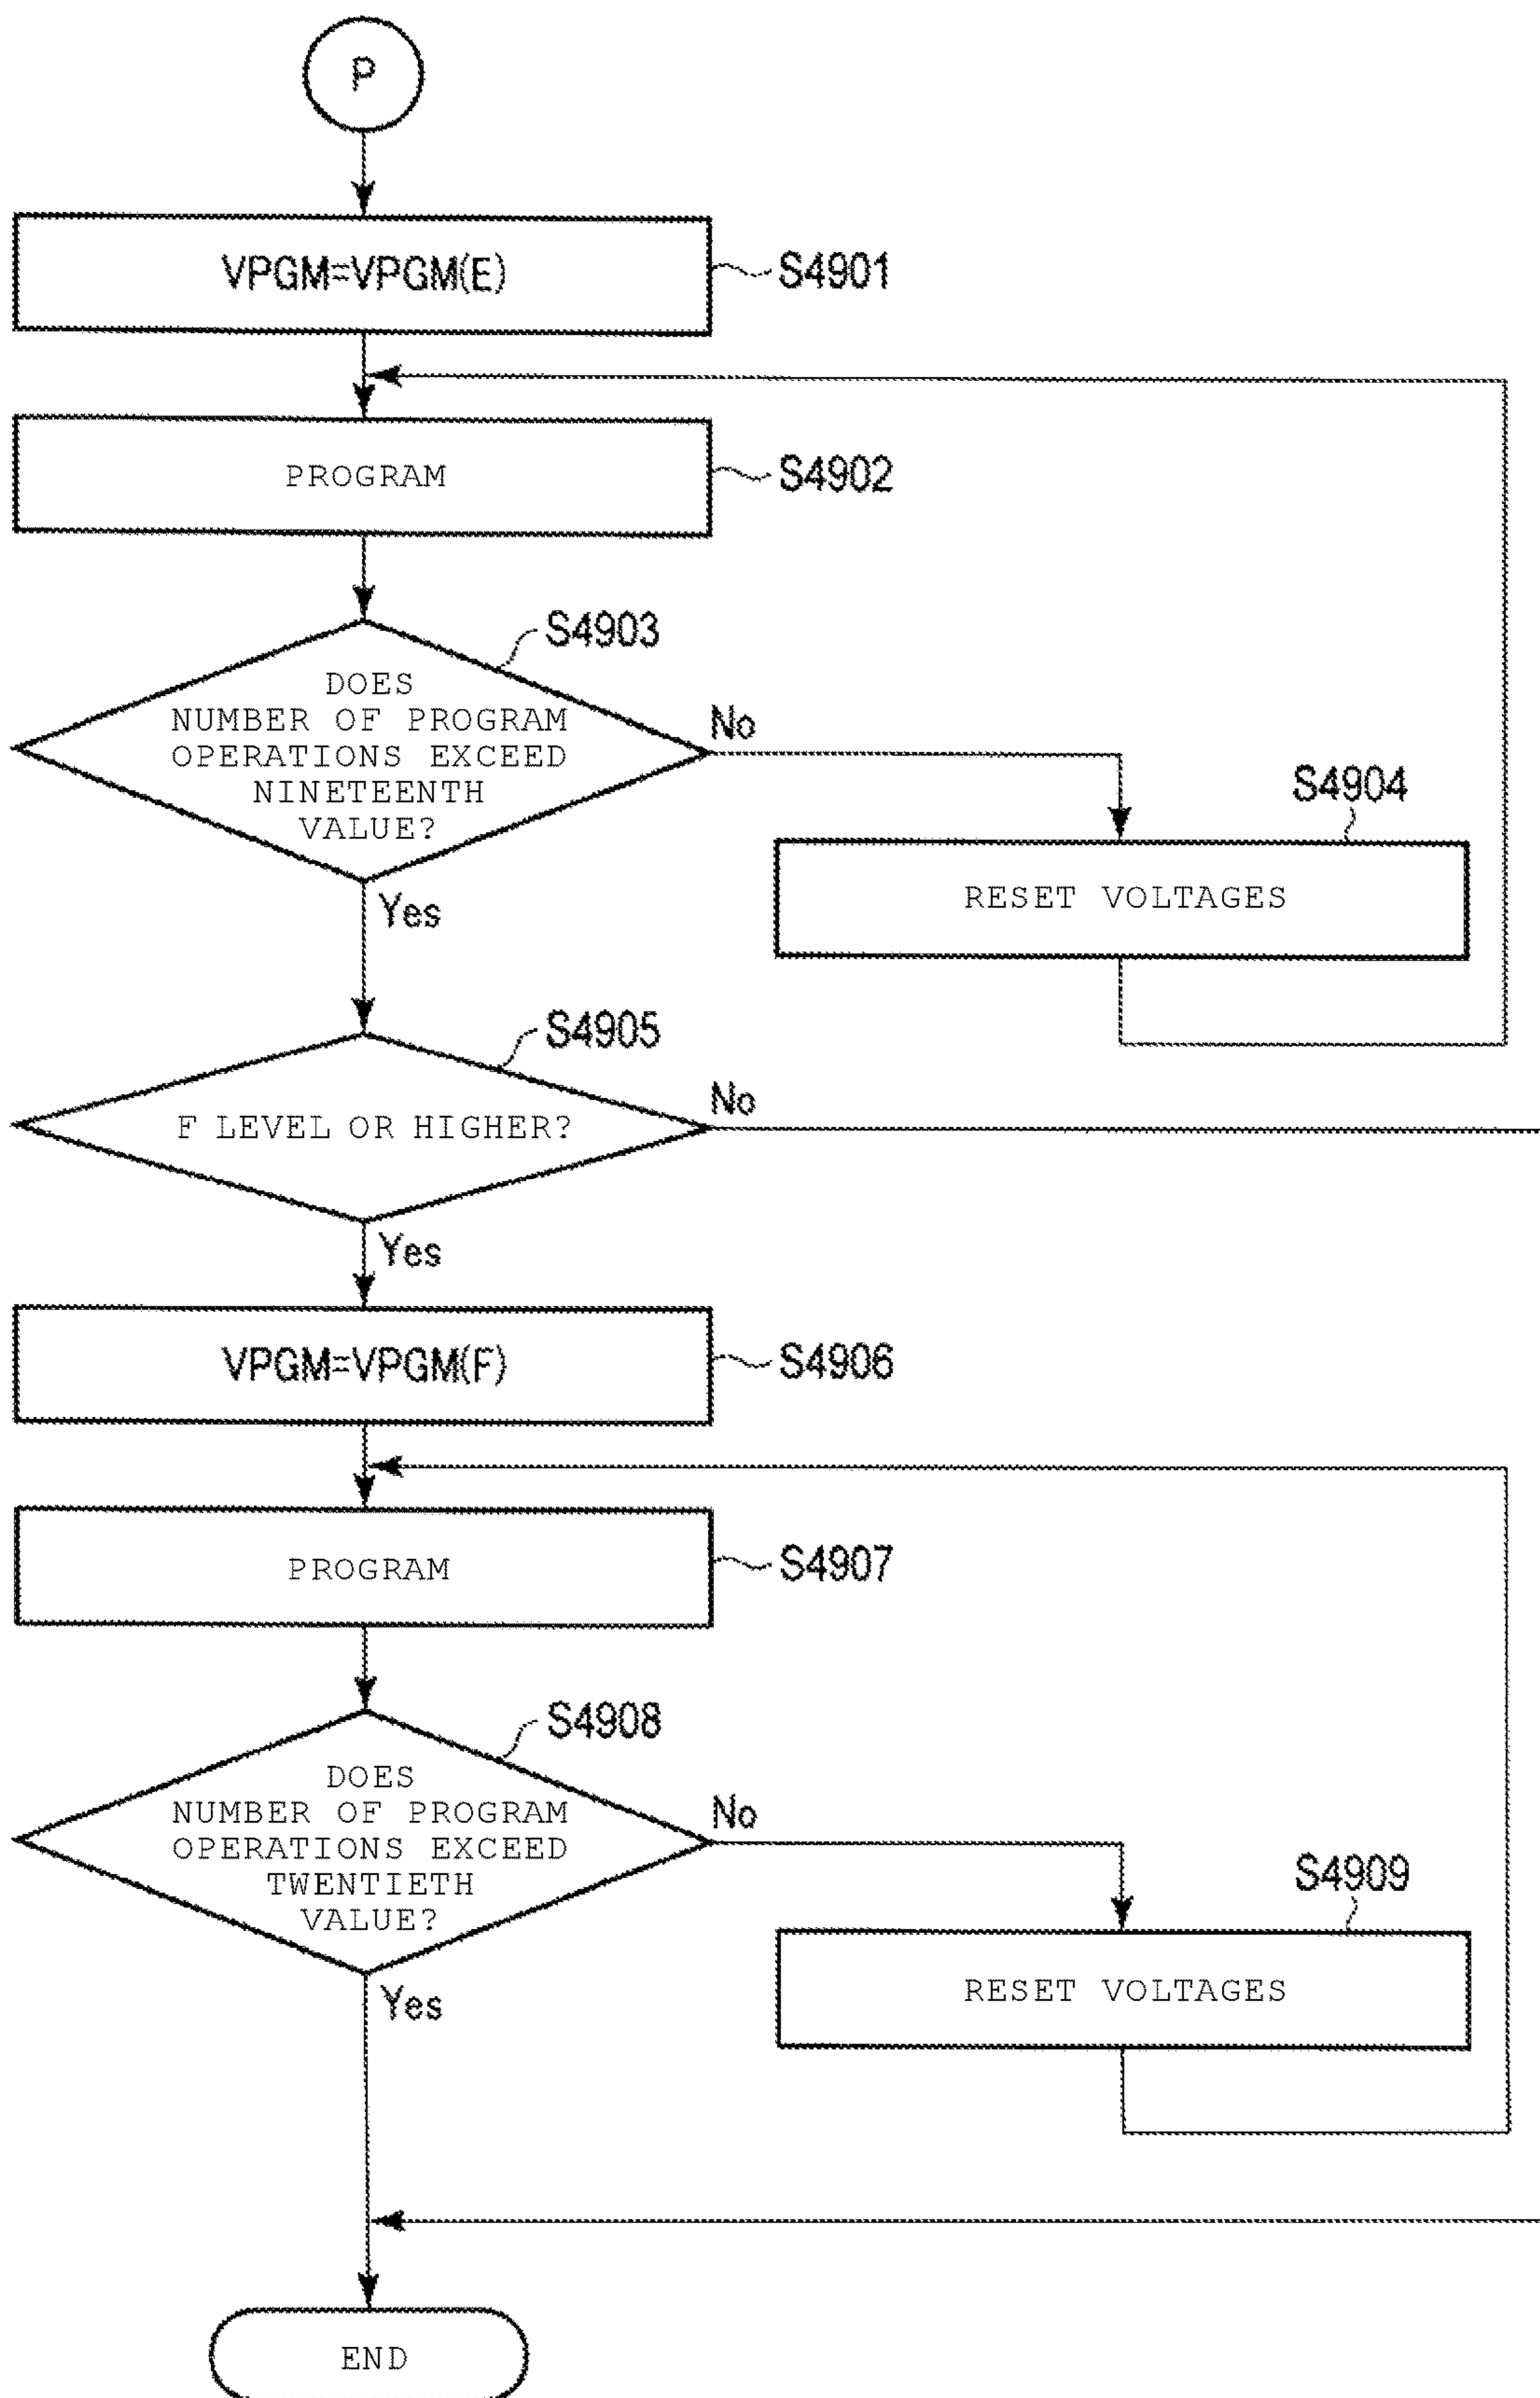 P
VPGM=VPGM(E)
S4901
PROGRAM
S4902
S4903
DOES
NUMBER OF PROGRAM
OPERATIONS EXCEED
NINETEENTH
VALUE?
No
S4904
RESET VOLTAGES
Yes
S4905
F LEVEL OR HIGHER?
No
Yes
VPGM=VPGM(F)
S4906
PROGRAM
S4907
S4908
DOES
NUMBER OF PROGRAM
OPERATIONS EXCEED
TWENTIETH
VALUE?
No
S4909
RESET VOLTAGES
Yes
END